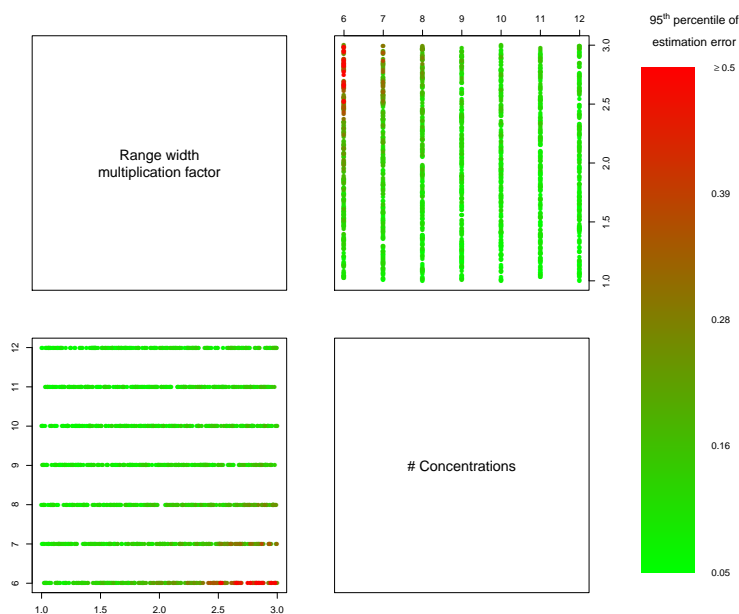 6 7 8 9 10 11 12
95th percentile of
estimation error
Range width
multiplication factor
3.0
2.5
2.0
1.5
1.0
≥ 0.5
0.39
0.28
0.16
0.05
12
11
10
9
8
7
6
# Concentrations
1.0 1.5 2.0 2.5 3.0